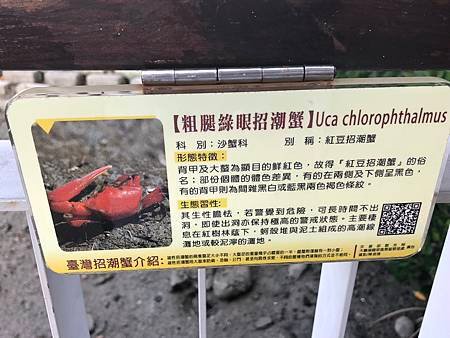 【粗腿綠眼招潮蟹】Uca chlorophthalmus
科　別：沙蟹科　　別　稱：紅豆招潮蟹
形態特徵：
背甲及大螯為顯目的鮮紅色，故得『紅豆招潮蟹』的俗
名；部份個體的體色差異，有的在兩側及下側呈黑色，
有的背甲則為間雜黑白或藍黑兩色褐色條紋。
生態習性：
其生性膽怯，若警覺到危險，可長時間不出
洞，即使出洞亦保持極高的警戒狀態。主要棲
息在紅樹林蔭下、蚵殼堆與泥土組成的高潮線
灘地或較泥濘的灘地。
臺灣招潮蟹介紹：